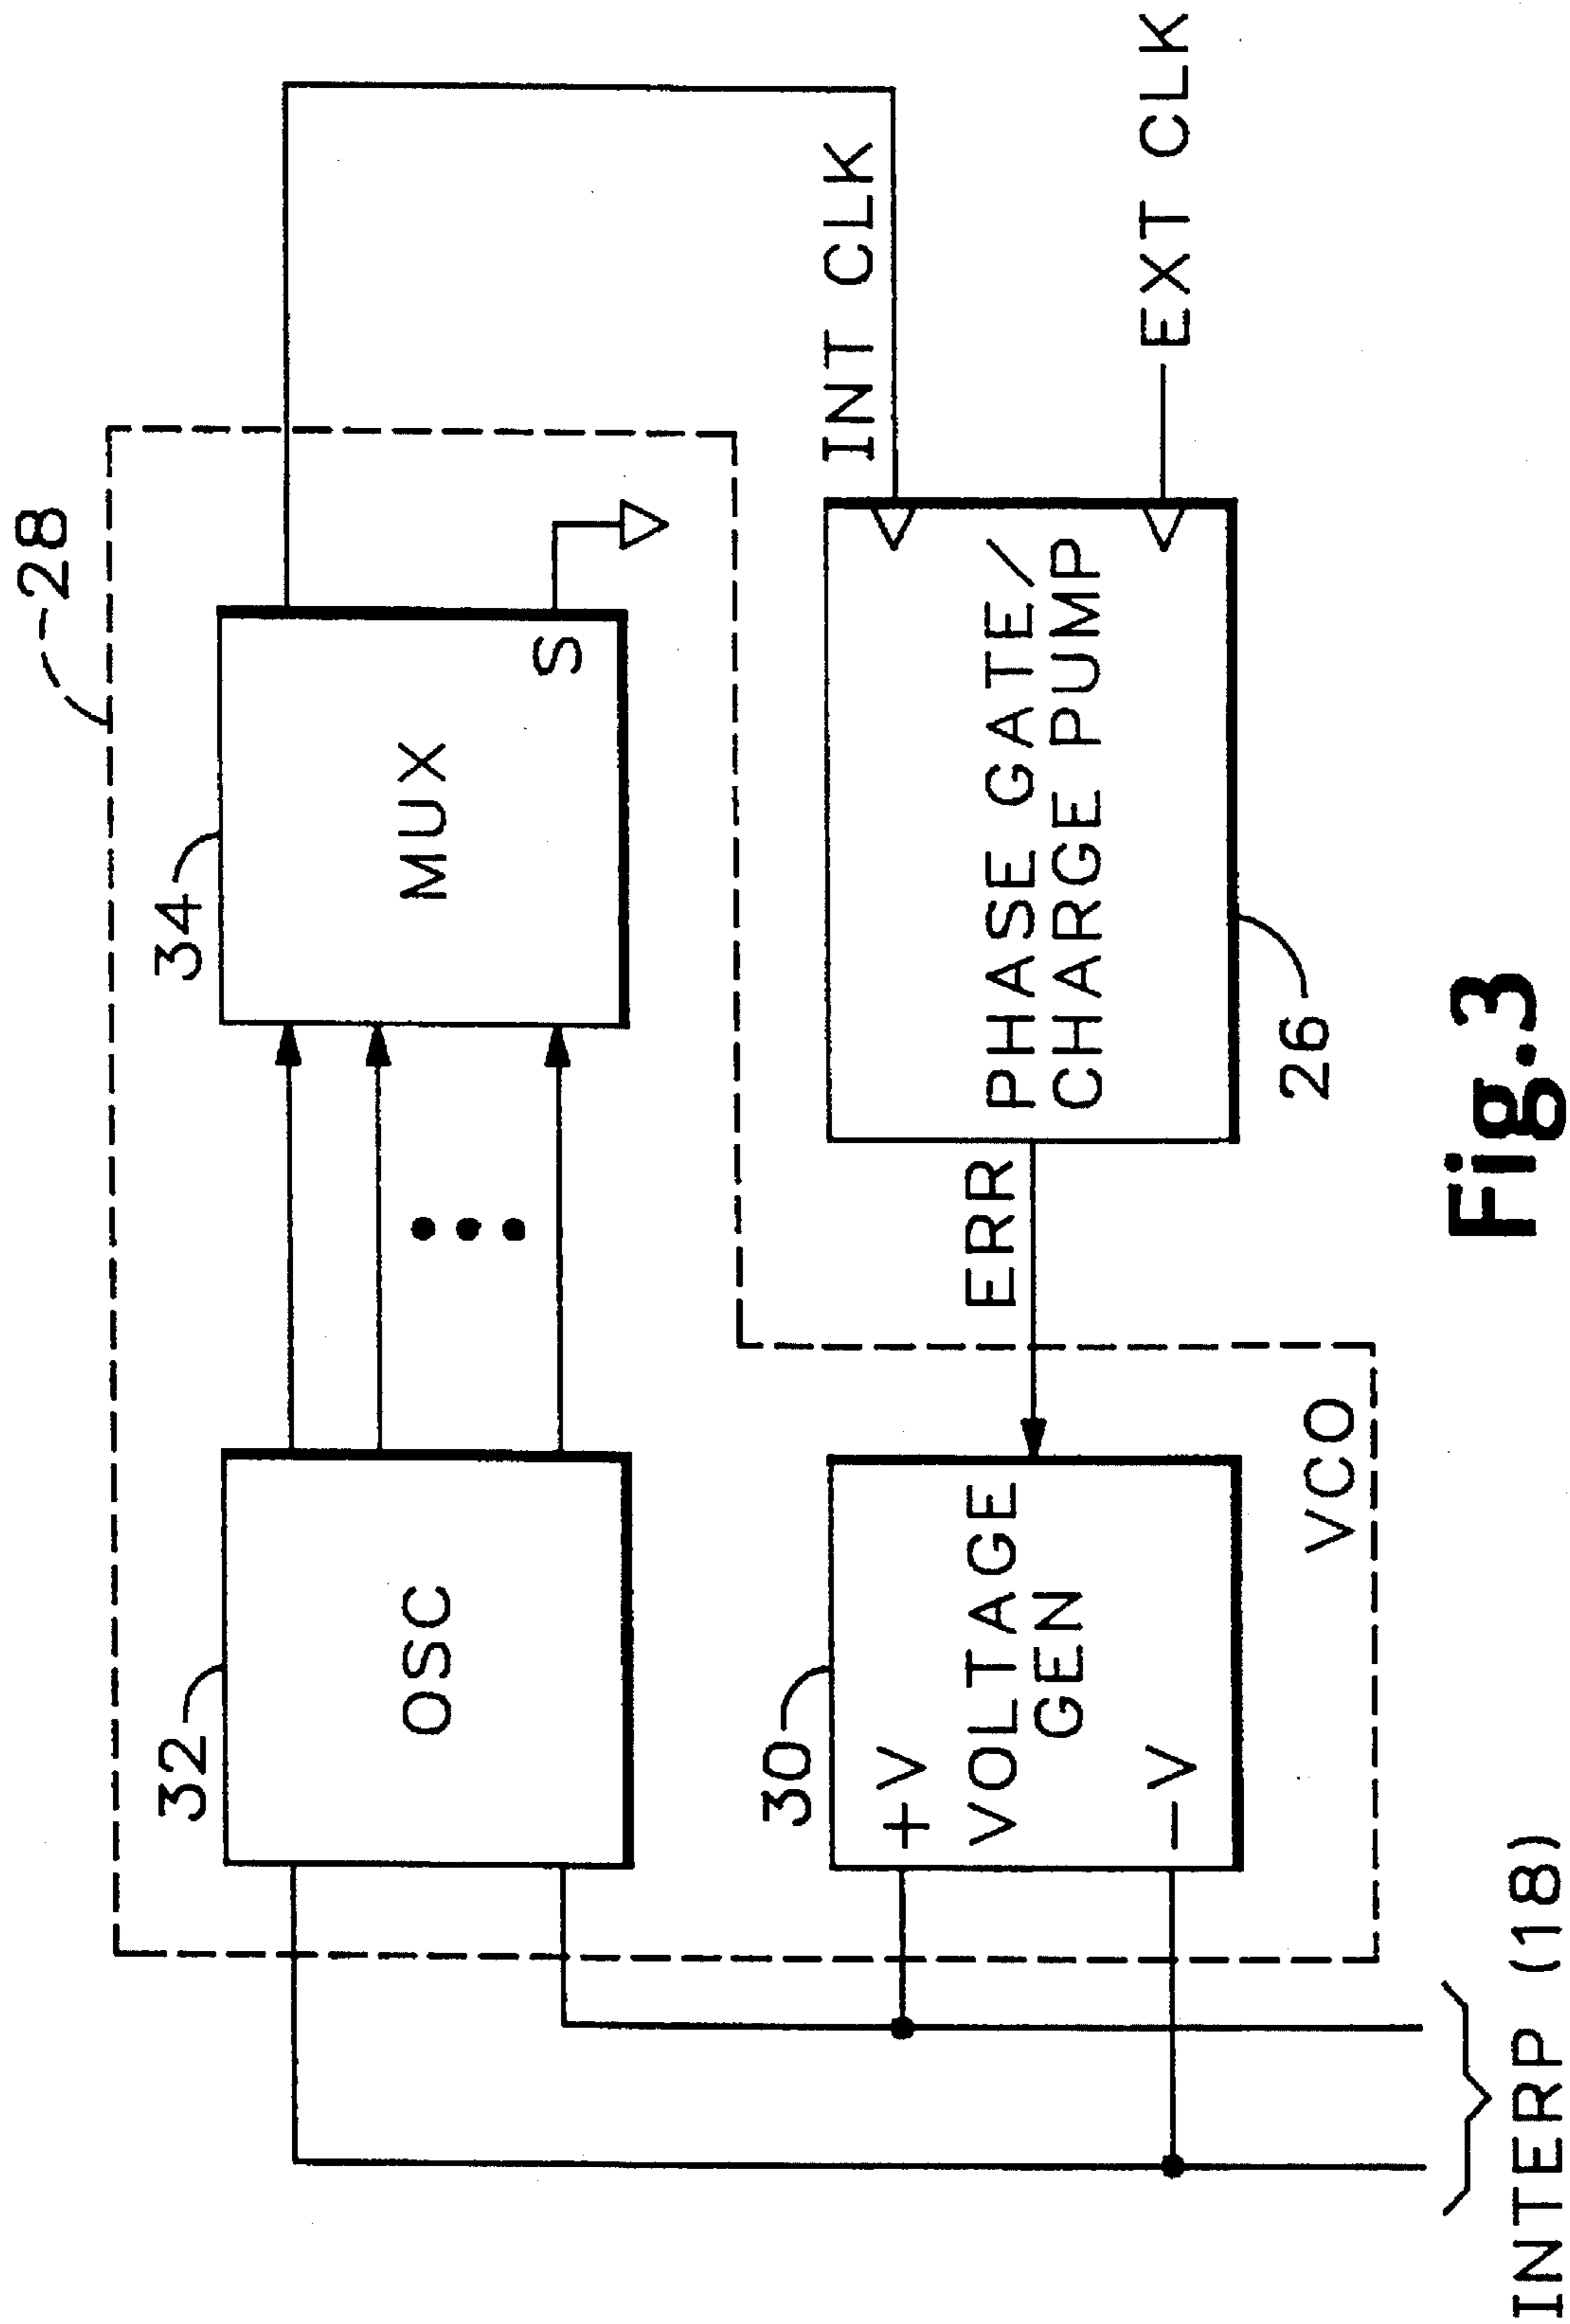 28
32
34
OSC
MUX
S
30
+V
VOLTAGE
GEN
-V
VCO
ERR
PHASE GATE/
CHARGE PUMP
26
INT CLK
EXT CLK
INTERP (18)
Fig.3